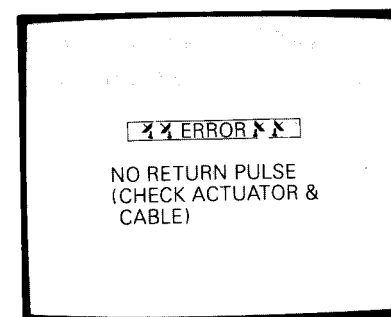 ERROR
NO RETURN PULSE
(CHECK ACTUATOR &
CABLE)